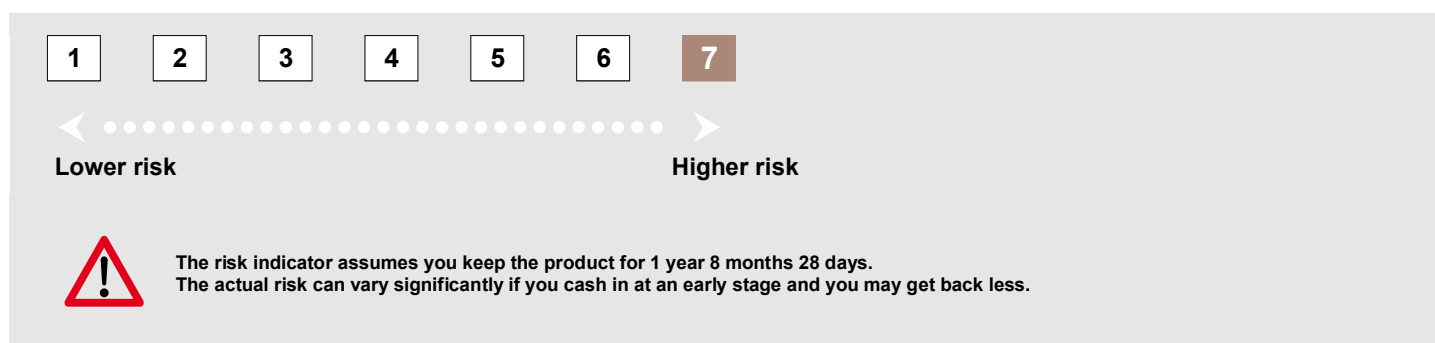 1 2 3 4 5 6 7
Lower risk Higher risk
The risk indicator assumes you keep the product for 1 year 8 months 28 days.
The actual risk can vary significantly if you cash in at an early stage and you may get back less.